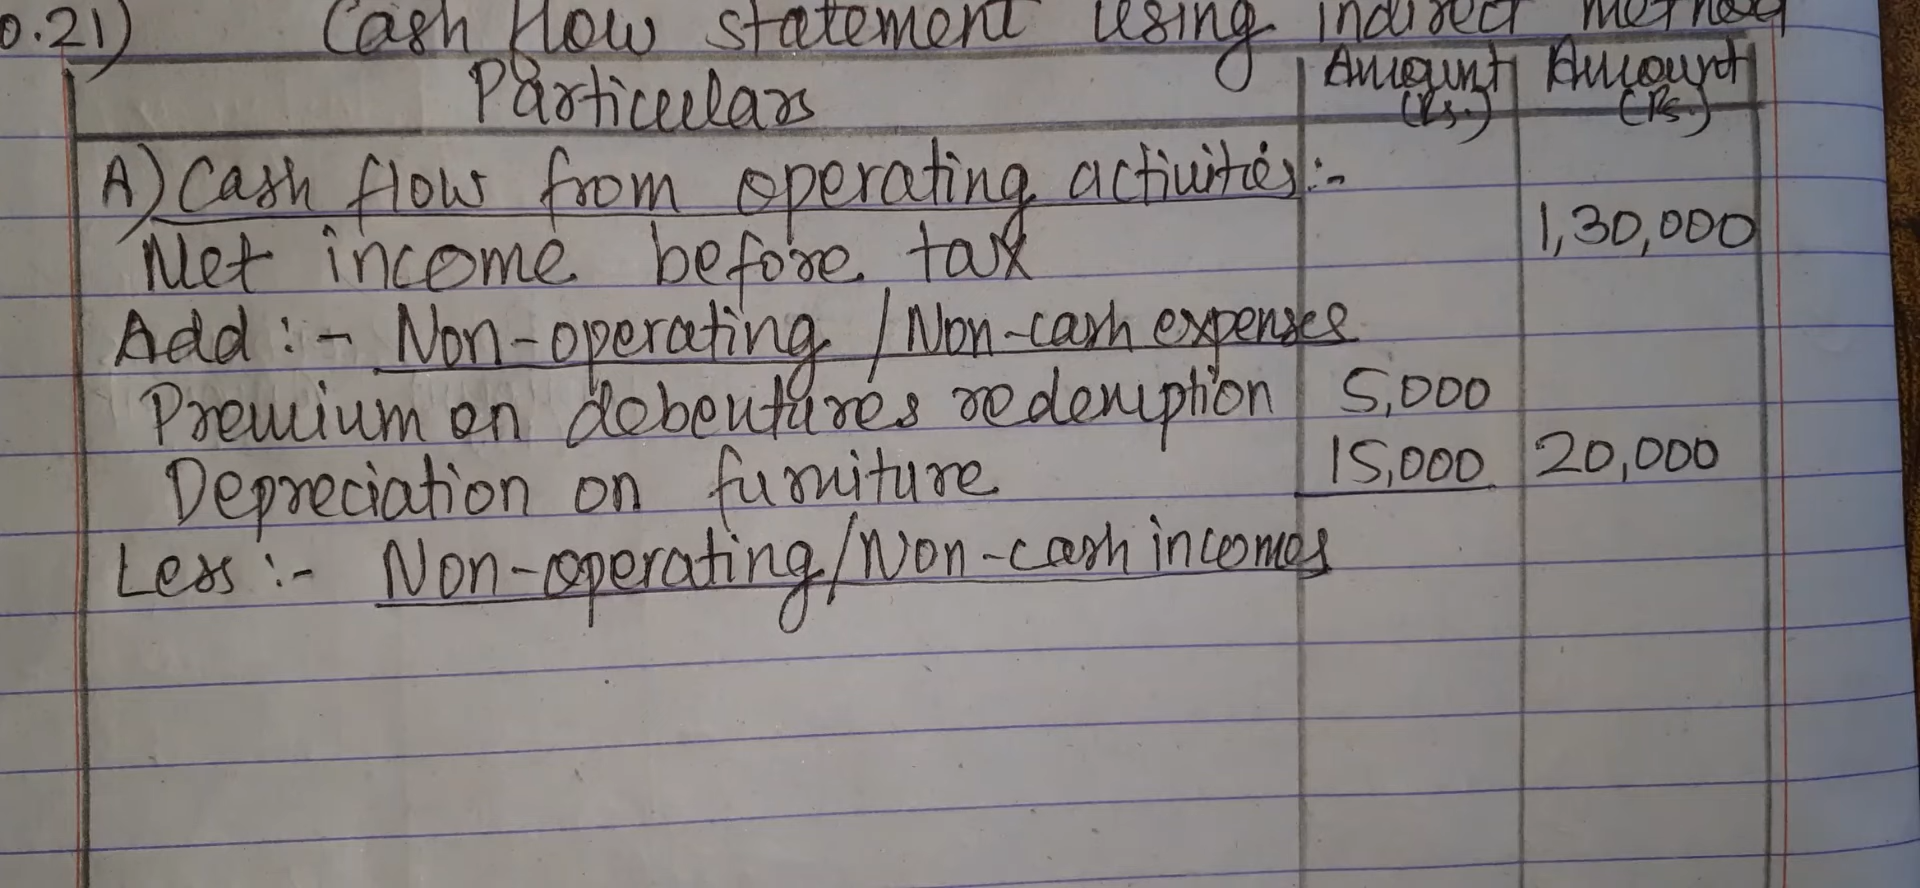 0.21) Cash flow statement using indirect method
Particulars Amount (Rs.) Amount (Rs.)
A) Cash flow from operating activities:-
Net income before tax 1,30,000
Add :- Non-operating / Non-cash expenses
Premium on debentures redemption 5,000
Depreciation on furniture 15,000 20,000
Less :- Non-operating/Non-cash incomes